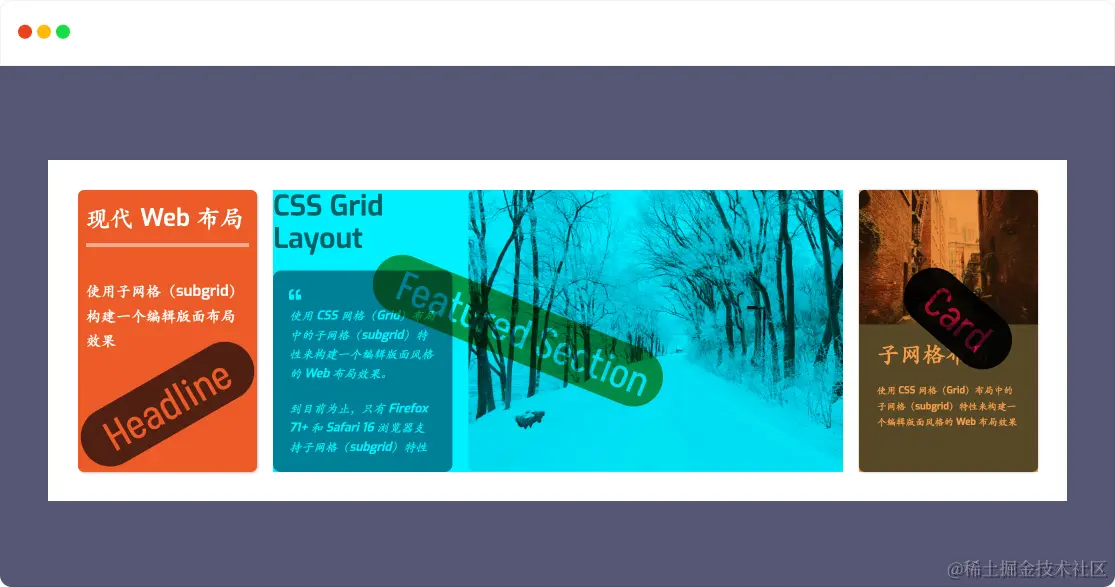 现代 Web 布局
使用子网格（subgrid）
构建一个编辑版面布局
效果
Headline
CSS Grid
Layout
“
使用 CSS 网格（Grid）布局
中的子网格（subgrid）特
性来构建一个编辑版面风格
的 Web 布局效果。
到目前为止，只有 Firefox
71+ 和 Safari 16 浏览器支
持子网格（subgrid）特性
Featured Section
Card
子网格
使用 CSS 网格（Grid）布局中的
子网格（subgrid）特性来构建一
个编辑版面风格的 Web 布局效果
@稀土掘金技术社区